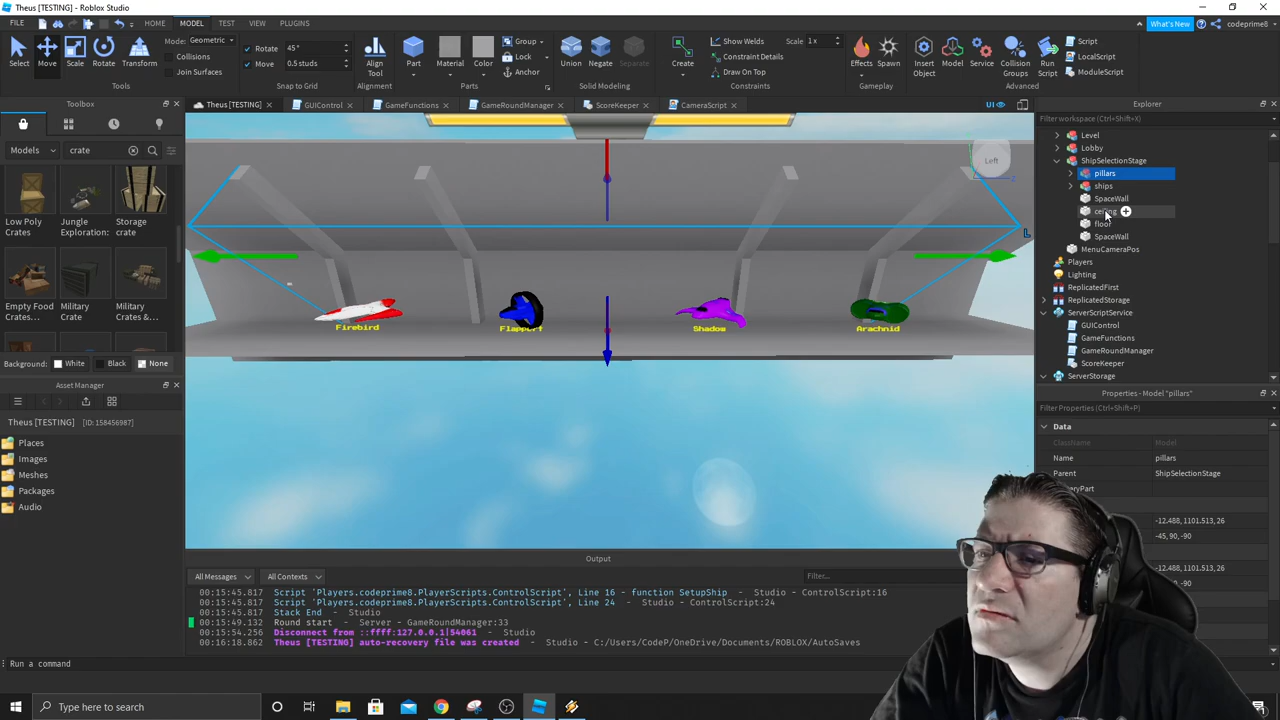 Theus [TESTING] - Roblox Studio
FILE HOME MODEL TEST VIEW PLUGINS What's New codeprime8
Select Move Scale Rotate Transform
Mode: Geometric
Collisions
Join Surfaces
Tools
Rotate 45°
Move 0.5 studs
Snap to Grid
Align Tool
Alignment
Part Material Color
Group
Lock
Anchor
Parts
Union Negate Separate
Solid Modeling
Create
Show Welds
Constraint Details
Draw On Top
Scale 1x
Constraints
Effects Spawn
Gameplay
Insert Object
Model
Service
Collision Groups
Run Script
Script
LocalScript
ModuleScript
Advanced
Toolbox
Models crate
Low Poly Crates
Jungle Exploration:
Storage crate
Empty Food Crates...
Military Crate
Military Crates &...
Background: White Black None
Asset Manager
Theus [TESTING] [ID: 158456987]
Places
Images
Meshes
Packages
Audio
Theus [TESTING] GUIControl GameFunctions GameRoundManager ScoreKeeper CameraScript
UI
Left
Firebird
Shadow
Arachnid
Explorer
Filter workspace (Ctrl+Shift+X)
Level
Lobby
ShipSelectionStage
pillars
ships
SpaceWall
floor
SpaceWall
MenuCameraPos
Players
Lighting
ReplicatedFirst
ReplicatedStorage
ServerScriptService
GUIControl
GameFunctions
GameRoundManager
ScoreKeeper
ServerStorage
Properties - Model "pillars"
Filter Properties (Ctrl+Shift+P)
Data
ClassName Model
Name pillars
Parent ShipSelectionStage
-12.488, 1101.513, 26
-45, 90, -90
Output
All Messages All Contexts Filter...
00:15:45.817 Script 'Players.codeprime8.PlayerScripts.ControlScript', Line 16 - function SetupShip - Studio - ControlScript:16
00:15:45.817 Script 'Players.codeprime8.PlayerScripts.ControlScript', Line 24 - Studio - ControlScript:24
00:15:45.817 Stack End - Studio
00:15:49.132 Round start - Server - GameRoundManager:33
00:15:54.256 Disconnect from ::ffff:127.0.0.1|54061 - Studio
00:16:18.862 Theus [TESTING] auto-recovery file was created - Studio - C:/Users/CodeP/OneDrive/Documents/ROBLOX/AutoSaves
Run a command
Type here to search